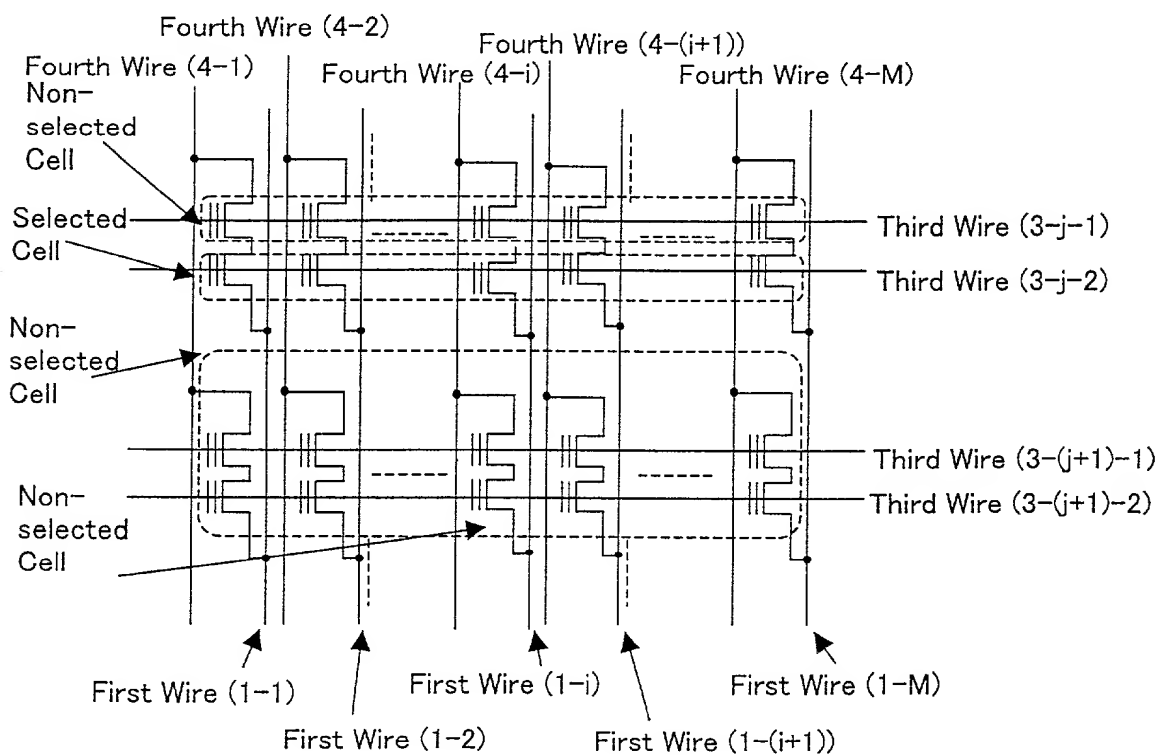 Fourth Wire (4-2)
Fourth Wire (4-(i+1))
Fourth Wire (4-1)
Fourth Wire (4-i)
Fourth Wire (4-M)
Non-
selected
Cell
Selected
Cell
Third Wire (3-j-1)
Third Wire (3-j-2)
Non-
selected
Cell
Third Wire (3-(j+1)-1)
Non-
selected
Cell
Third Wire (3-(j+1)-2)
First Wire (1-1)
First Wire (1-i)
First Wire (1-M)
First Wire (1-2)
First Wire (1-(i+1))